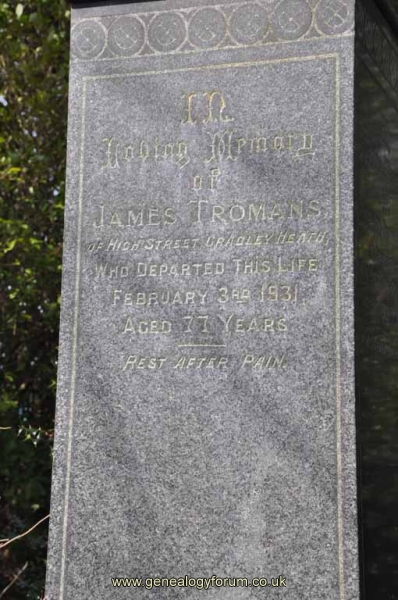 In
Loving Memory
of
JAMES TROMANS,
OF HIGH STREET, CRADLEY HEATH,
WHO DEPARTED THIS LIFE
FEBRUARY 3RD 1931,
AGED 77 YEARS
REST AFTER PAIN.
www.genealogyforum.co.uk